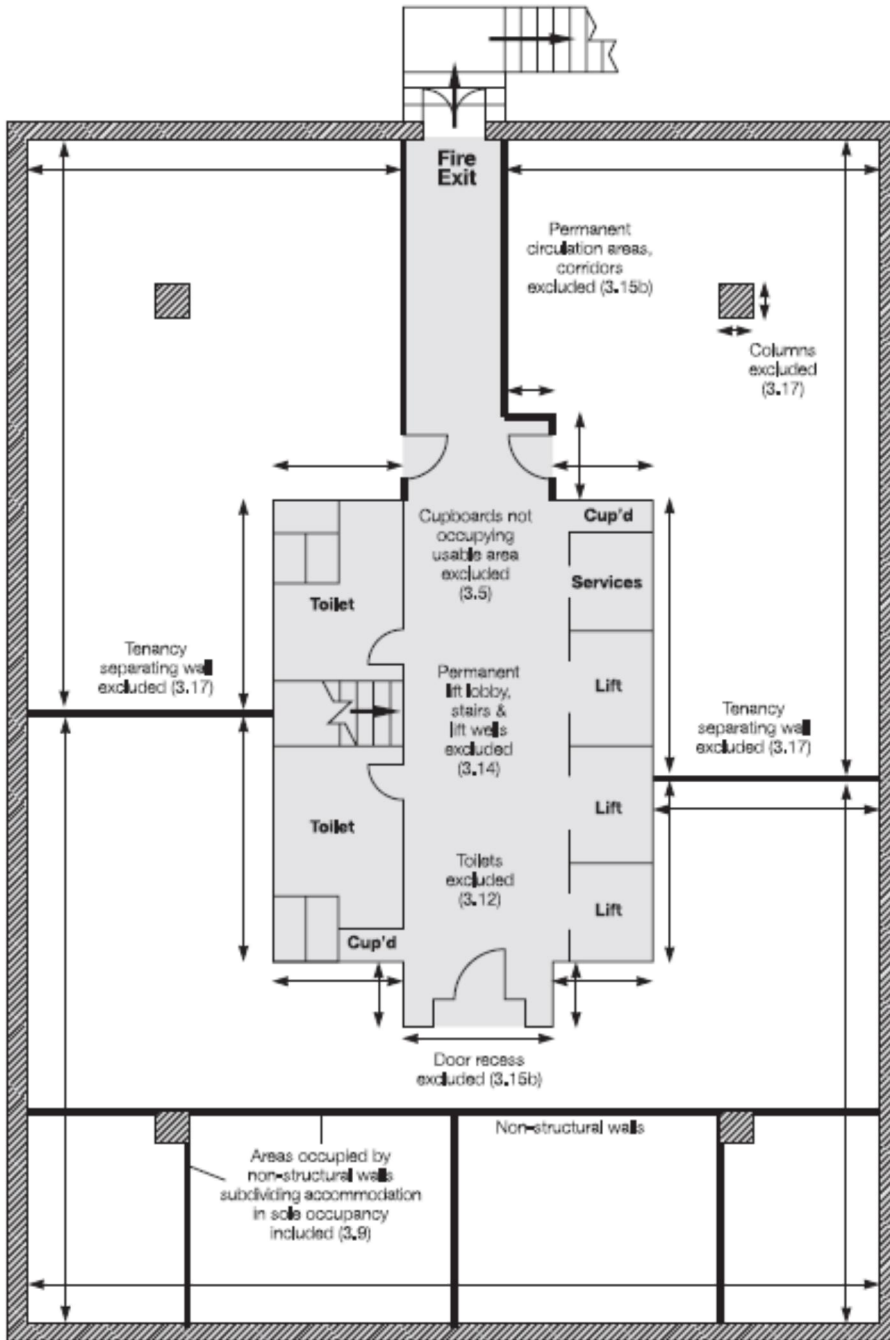 Fire
Exit
Permanent
circulation areas,
corridors
excluded (3.15b)
Columns
excluded
(3.17)
Cupboards not
occupying
usable area
excluded
(3.5)
Cup'd
Services
Toilet
Tenancy
separating wall
excluded (3.17)
Permanent
lift lobby,
stairs &
lift wells
excluded
(3.14)
Lift
Tenancy
separating wall
excluded (3.17)
Toilet
Lift
Toilets
excluded
(3.12)
Lift
Cup'd
Door recess
excluded (3.15b)
Non-structural walls
Areas occupied by
non-structural walls
subdividing accommodation
in sole occupancy
included (3.9)